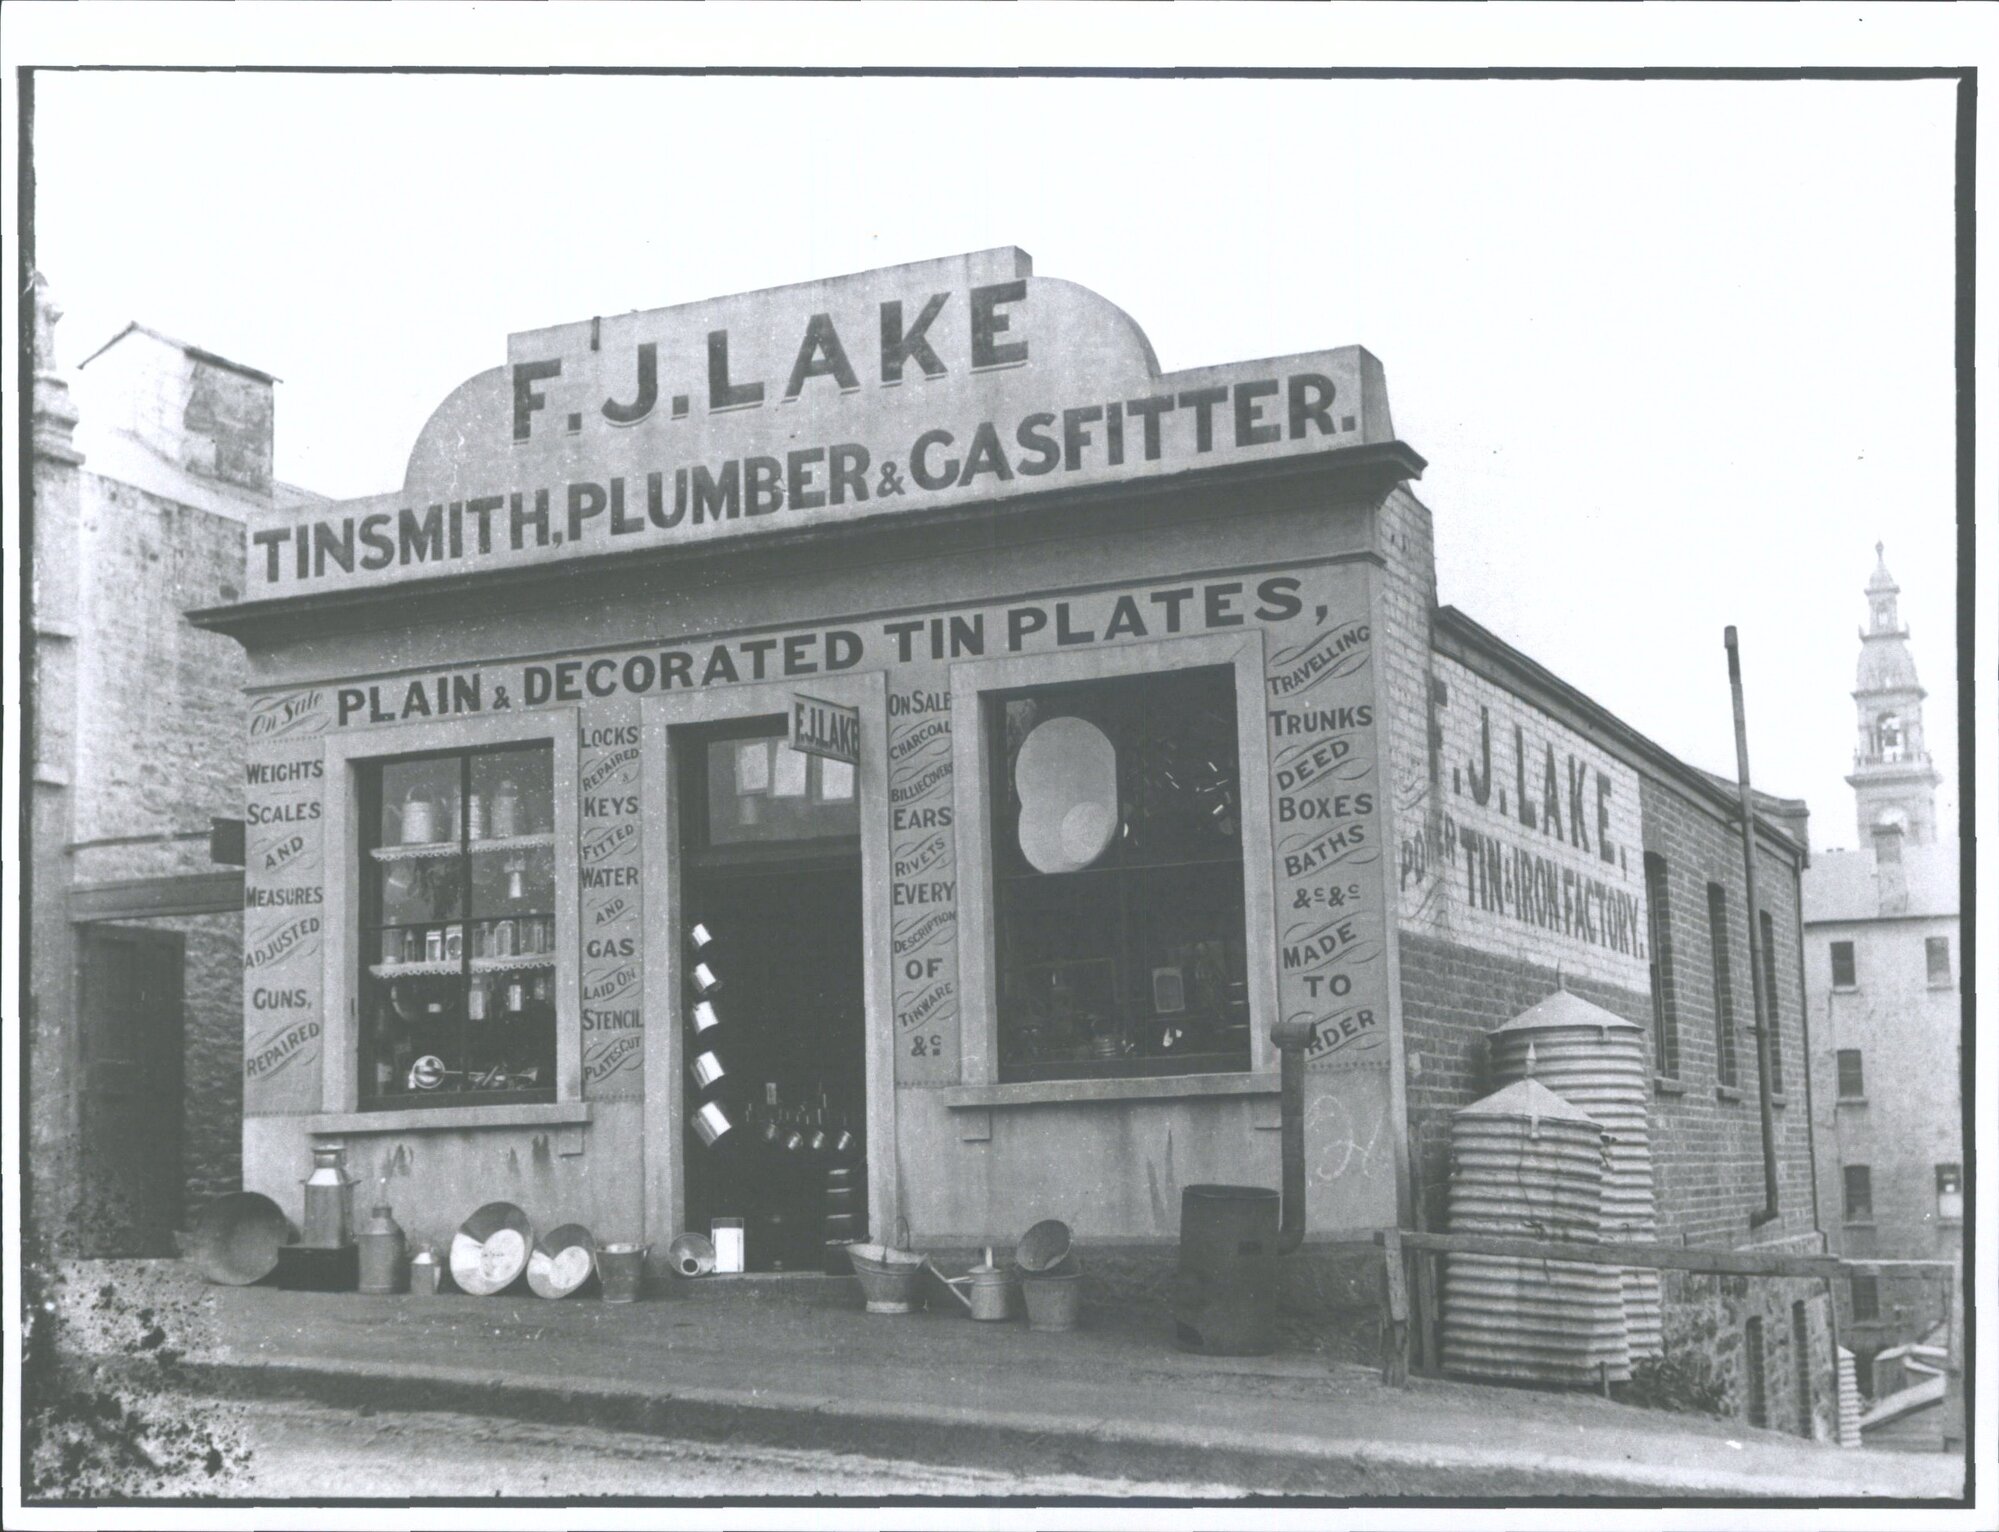 F. J. LAKE
TINSMITH, PLUMBER & GASFITTER.
PLAIN & DECORATED TIN PLATES,
On Sale
WEIGHTS
SCALES
AND
MEASURES
ADJUSTED
GUNS,
REPAIRED
LOCKS
REPAIRED
&
KEYS
FITTED
WATER
AND
GAS
LAID ON
STENCIL
PLATES CUT
F.J.LAKE
ON SALE
CHARCOAL
BILLIE COVERS
EARS
RIVETS
EVERY
DESCRIPTION
OF
TINWARE
&c.
TRAVELLING
TRUNKS
DEED
BOXES
BATHS
&c &c
MADE
TO
RDER
F. J. LAKE,
POWER TIN & IRON FACTORY.